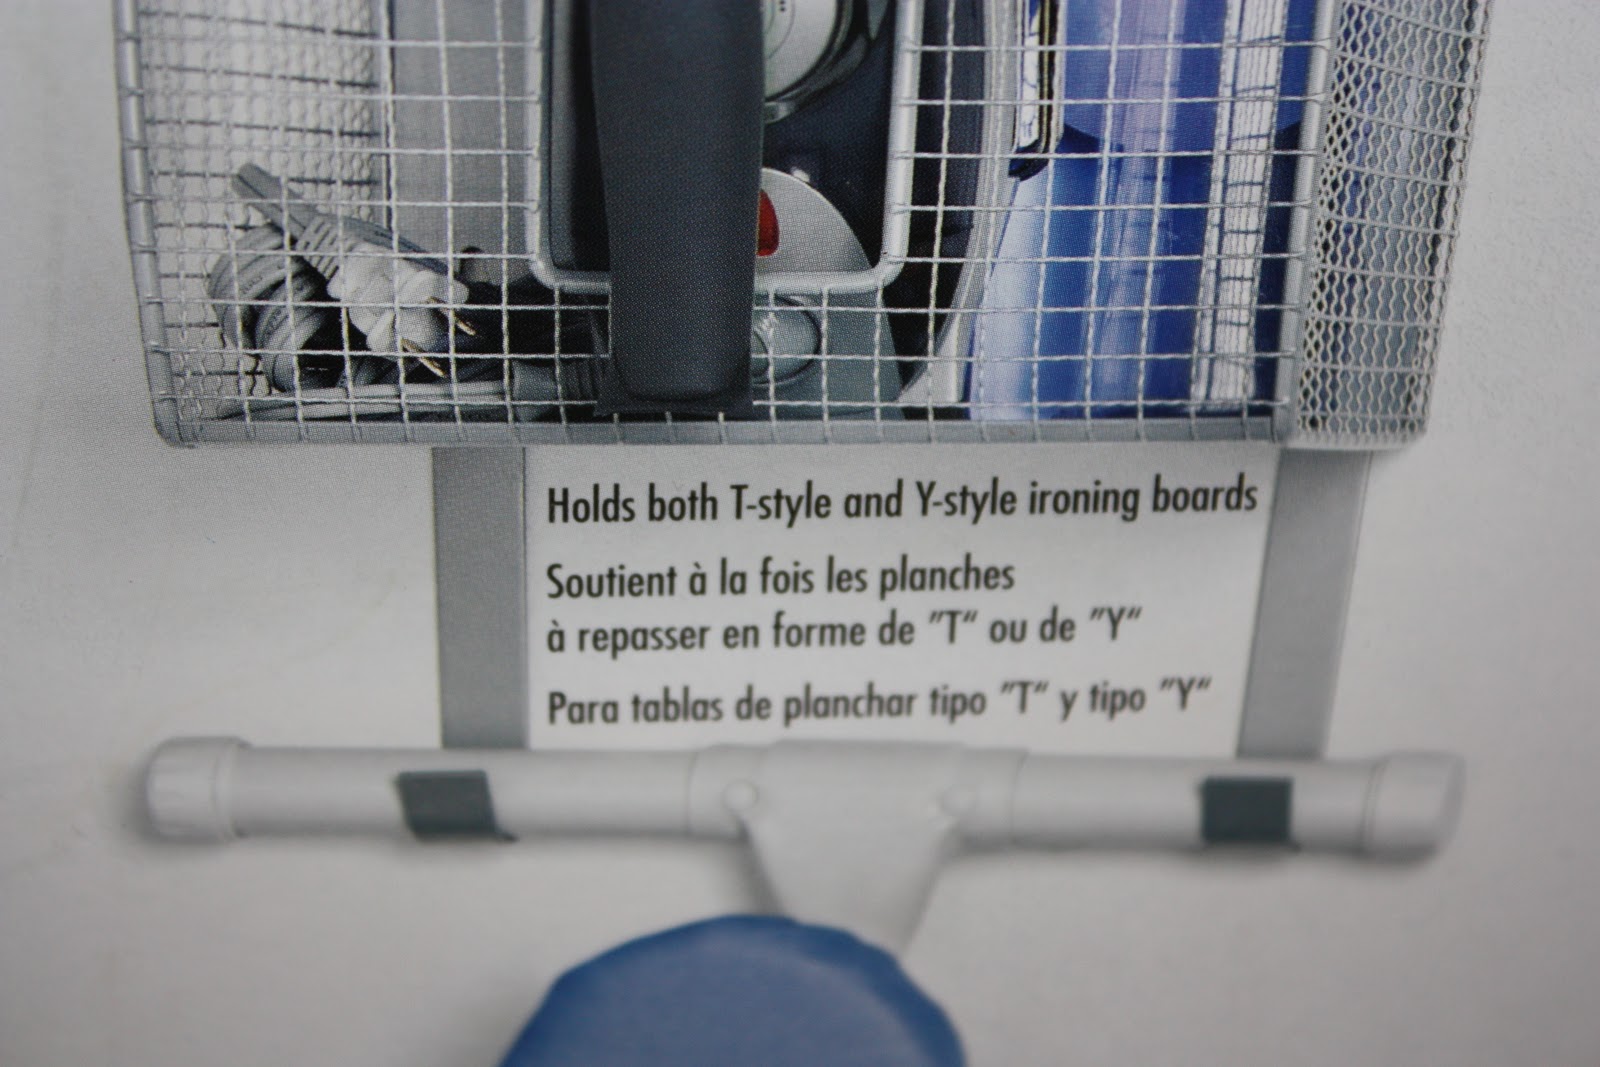 Holds both T-style and Y-style ironing boards
Soutient à la fois les planches
à repasser en forme de ”T“ ou de ”Y“
Para tablas de planchar tipo ”T“ y tipo ”Y“